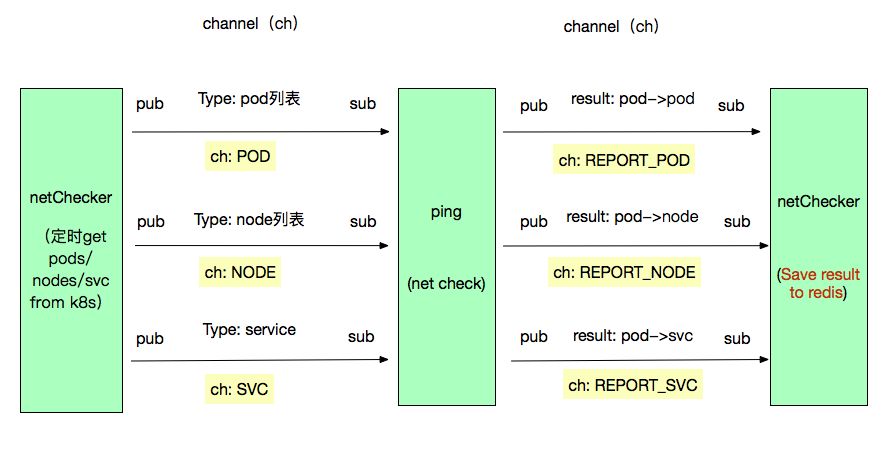 channel（ch）
channel（ch）
pub
Type: pod列表
sub
ch: POD
pub
result: pod–>pod
sub
ch: REPORT_POD
netChecker
（定时get
pods/
nodes/svc
from k8s）
pub
Type: node列表
sub
ch: NODE
ping
(net check)
pub
result: pod–>node
sub
ch: REPORT_NODE
netChecker
(Save result
to redis)
pub
Type: service
sub
ch: SVC
pub
result: pod–>svc
sub
ch: REPORT_SVC